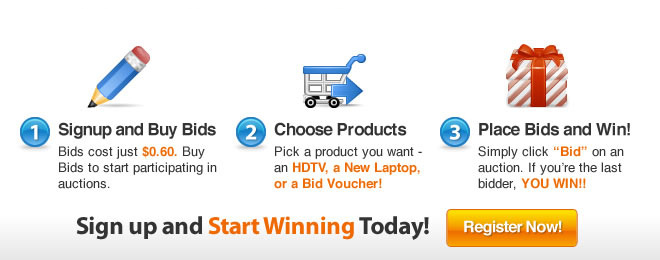 1 Signup and Buy Bids
Bids cost just $0.60. Buy
Bids to start participating in
auctions.
2 Choose Products
Pick a product you want -
an HDTV, a New Laptop,
or a Bid Voucher!
3 Place Bids and Win!
Simply click “Bid” on an
auction. If you’re the last
bidder, YOU WIN!!
Sign up and Start Winning Today!
Register Now!